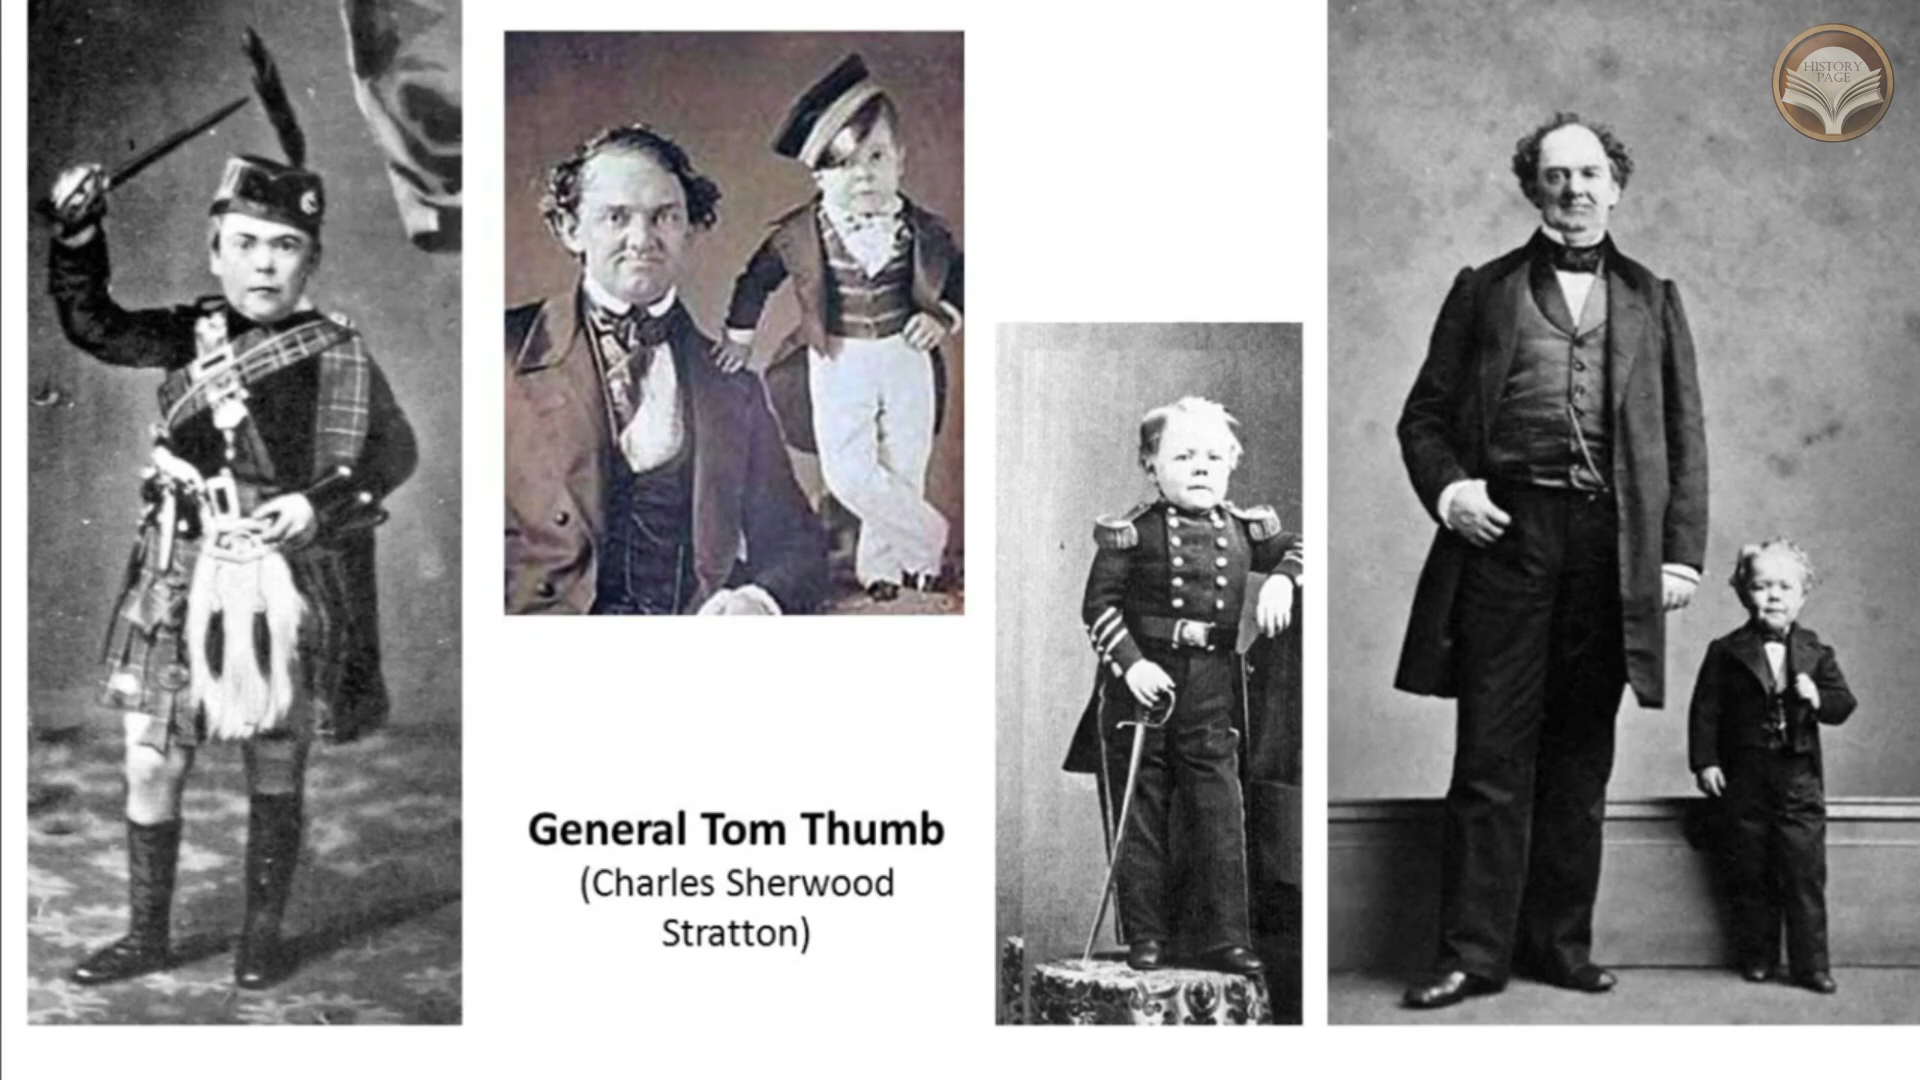 HISTORY
PAGE
General Tom Thumb
(Charles Sherwood
Stratton)